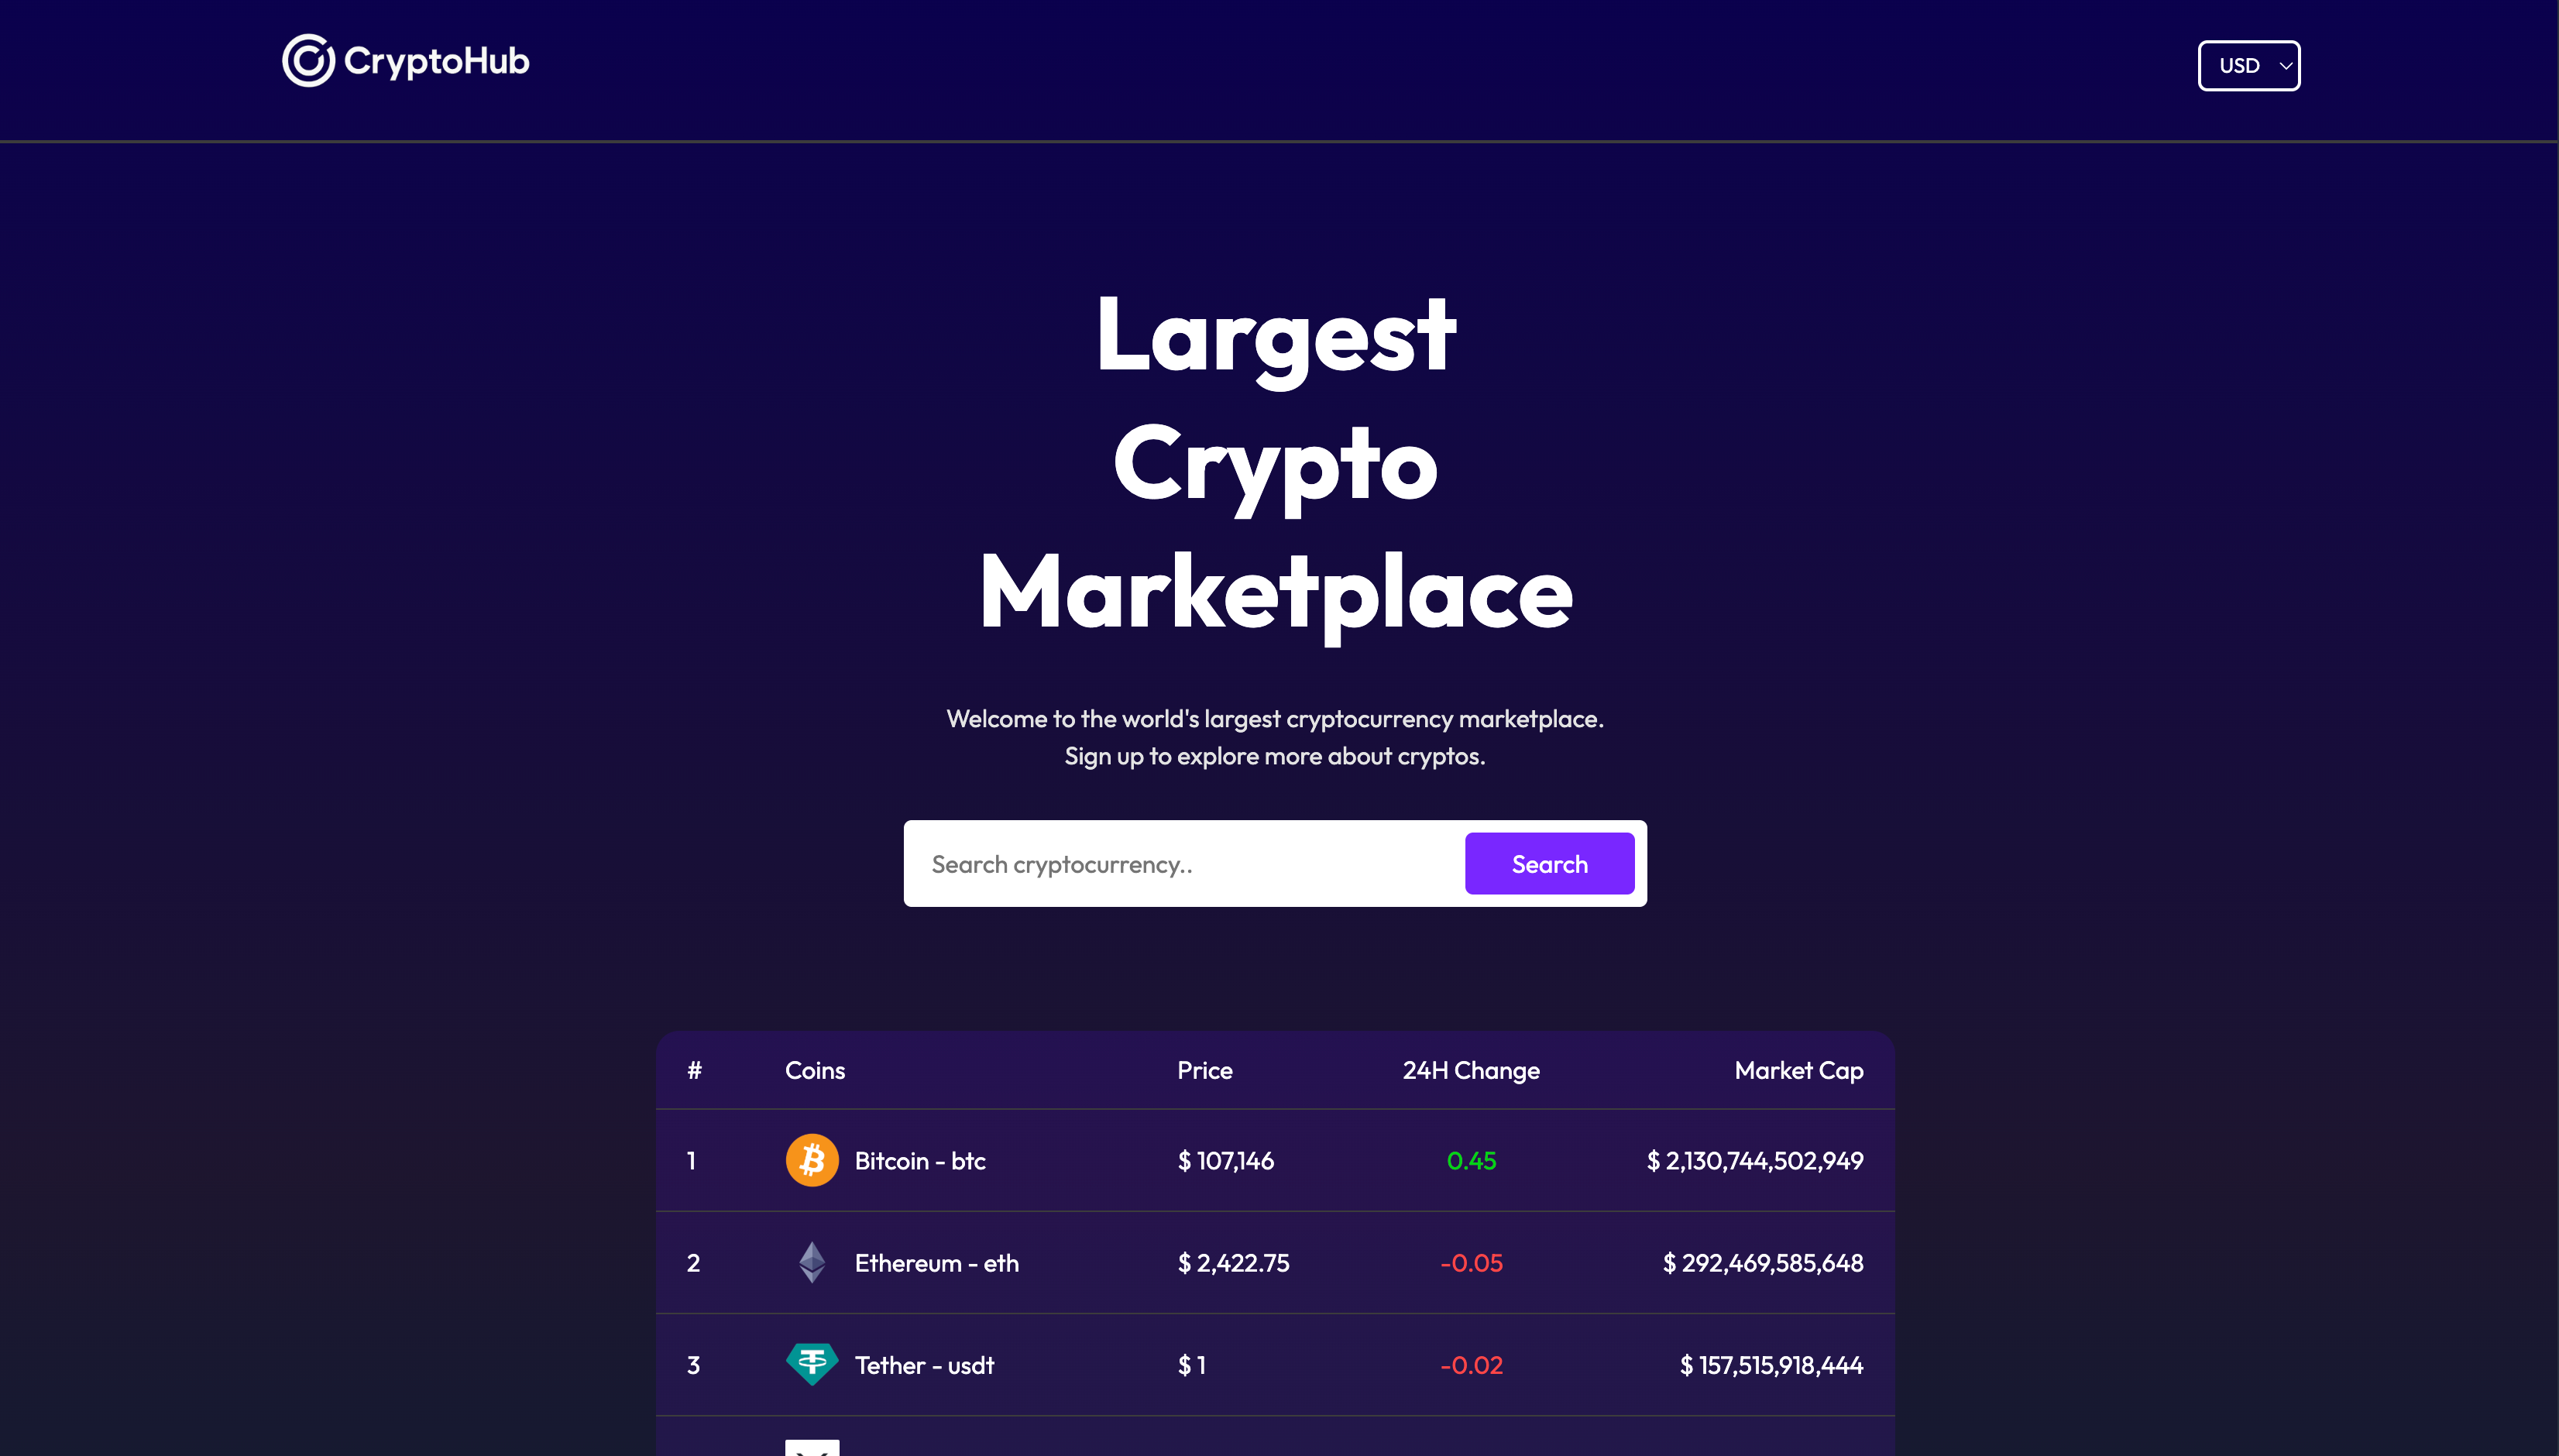 CryptoHub
USD
Largest
Crypto
Marketplace
Welcome to the world's largest cryptocurrency marketplace.
Sign up to explore more about cryptos.
Search cryptocurrency..
Search
# Coins Price 24H Change Market Cap
1 Bitcoin - btc $ 107,146 0.45 $ 2,130,744,502,949
2 Ethereum - eth $ 2,422.75 -0.05 $ 292,469,585,648
3 Tether - usdt $ 1 -0.02 $ 157,515,918,444